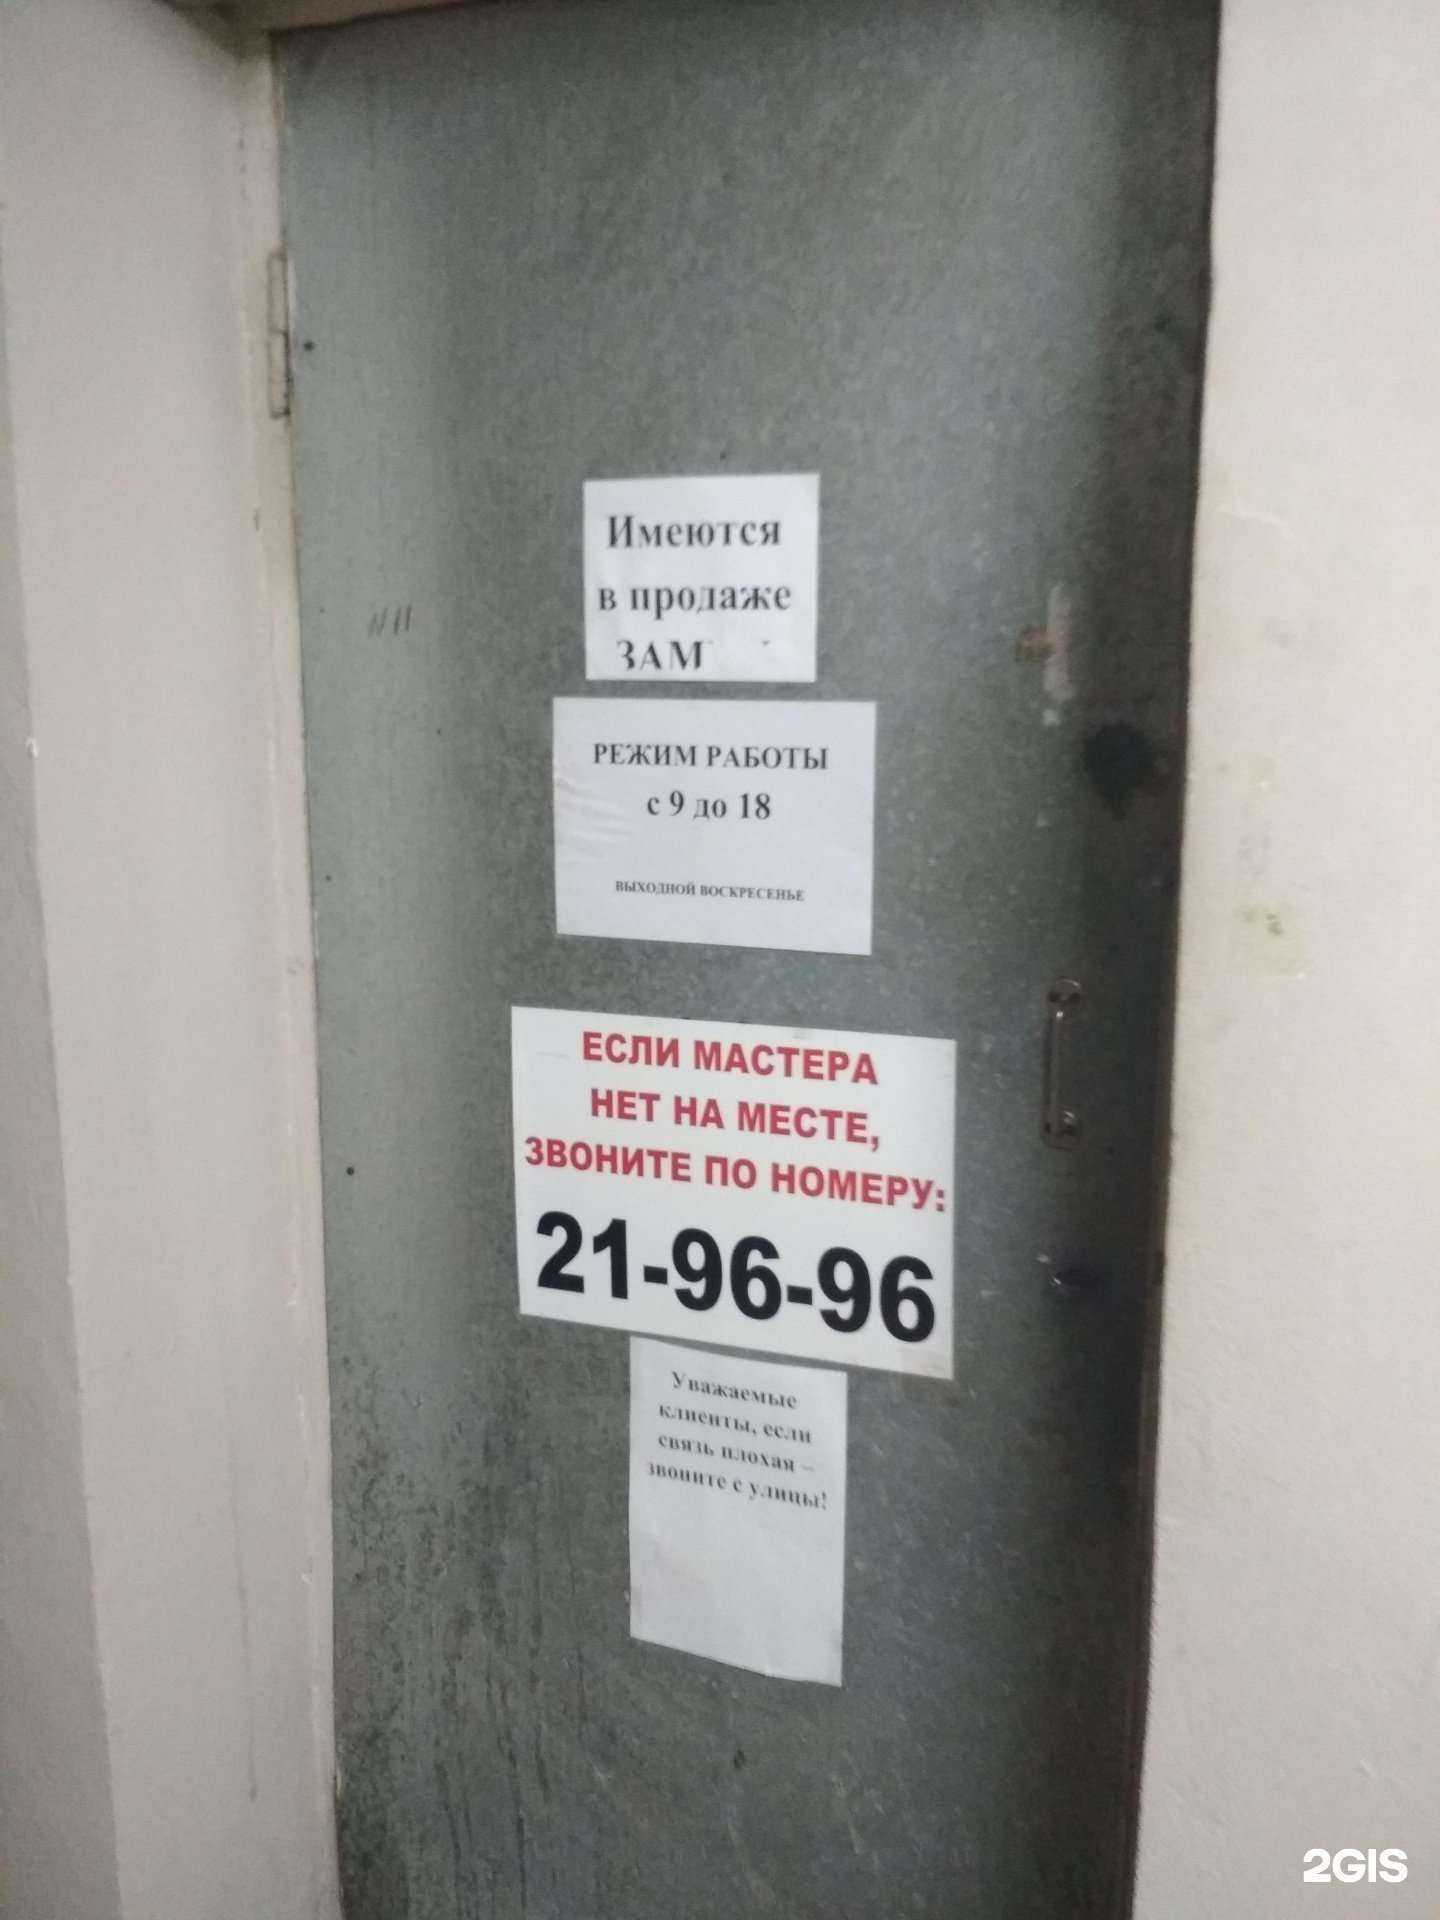 Имеются
в продаже
РЕЖИМ РАБОТЫ
с 9 до 18
ВЫХОДНОЙ ВОСКРЕСЕНЬЕ
ЕСЛИ МАСТЕРА
НЕТ НА МЕСТЕ,
ЗВОНИТЕ ПО НОМЕРУ:
21-96-96
Уважаемые
клиенты, если
связь плохая –
звоните с улицы!
2GIS